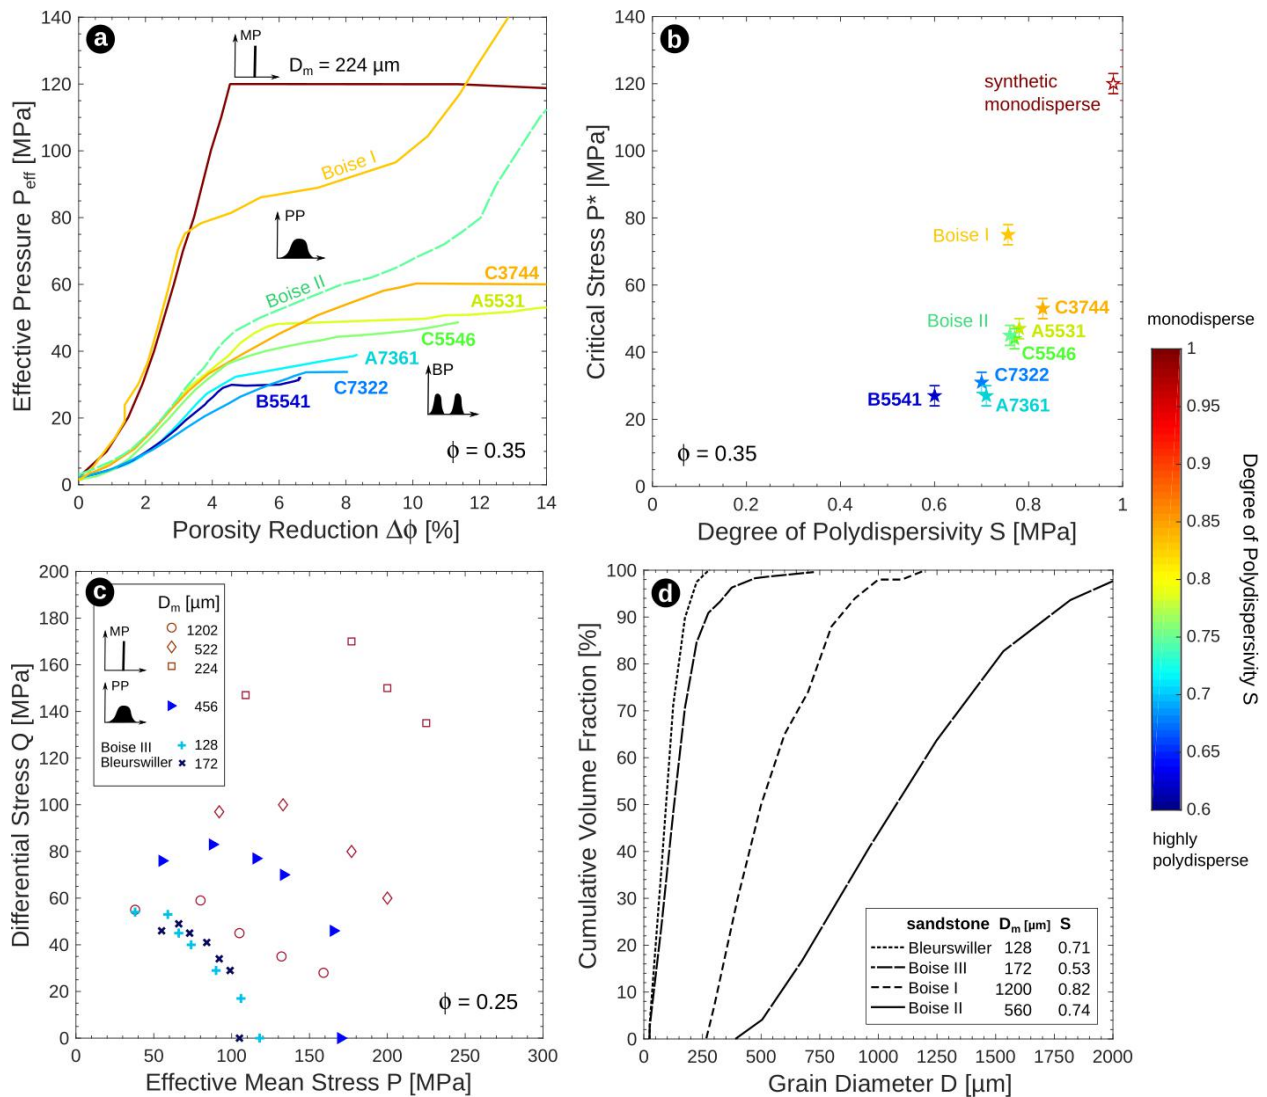 a
MP
D_m = 224 µm
Boise I
PP
Boise II
C3744
A5531
C5546
A7361
C7322
BP
B5541
ϕ = 0.35
0 20 40 60 80 100 120 140
0 2 4 6 8 10 12 14
Effective Pressure P_eff [MPa]
Porosity Reduction Δϕ [%]
b
synthetic
monodisperse
Boise I
C3744
Boise II
A5531
C5546
C7322
B5541
A7361
ϕ = 0.35
0 20 40 60 80 100 120 140
0 0.2 0.4 0.6 0.8 1
Critical Stress P* |MPa]
Degree of Polydispersivity S [MPa]
monodisperse
1
0.95
0.9
0.85
0.8
0.75
0.7
0.65
0.6
Degree of Polydispersivity S
highly
polydisperse
c
D_m [µm]
MP
1202
522
224
PP
456
Boise III 128
Bleurswiller 172
ϕ = 0.25
0 20 40 60 80 100 120 140 160 180 200
0 50 100 150 200 250 300
Differential Stress Q [MPa]
Effective Mean Stress P [MPa]
d
sandstone D_m [µm] S
Bleurswiller 128 0.71
Boise III 172 0.53
Boise I 1200 0.82
Boise II 560 0.74
0 10 20 30 40 50 60 70 80 90 100
0 250 500 750 1000 1250 1500 1750 2000
Cumulative Volume Fraction [%]
Grain Diameter D [µm]